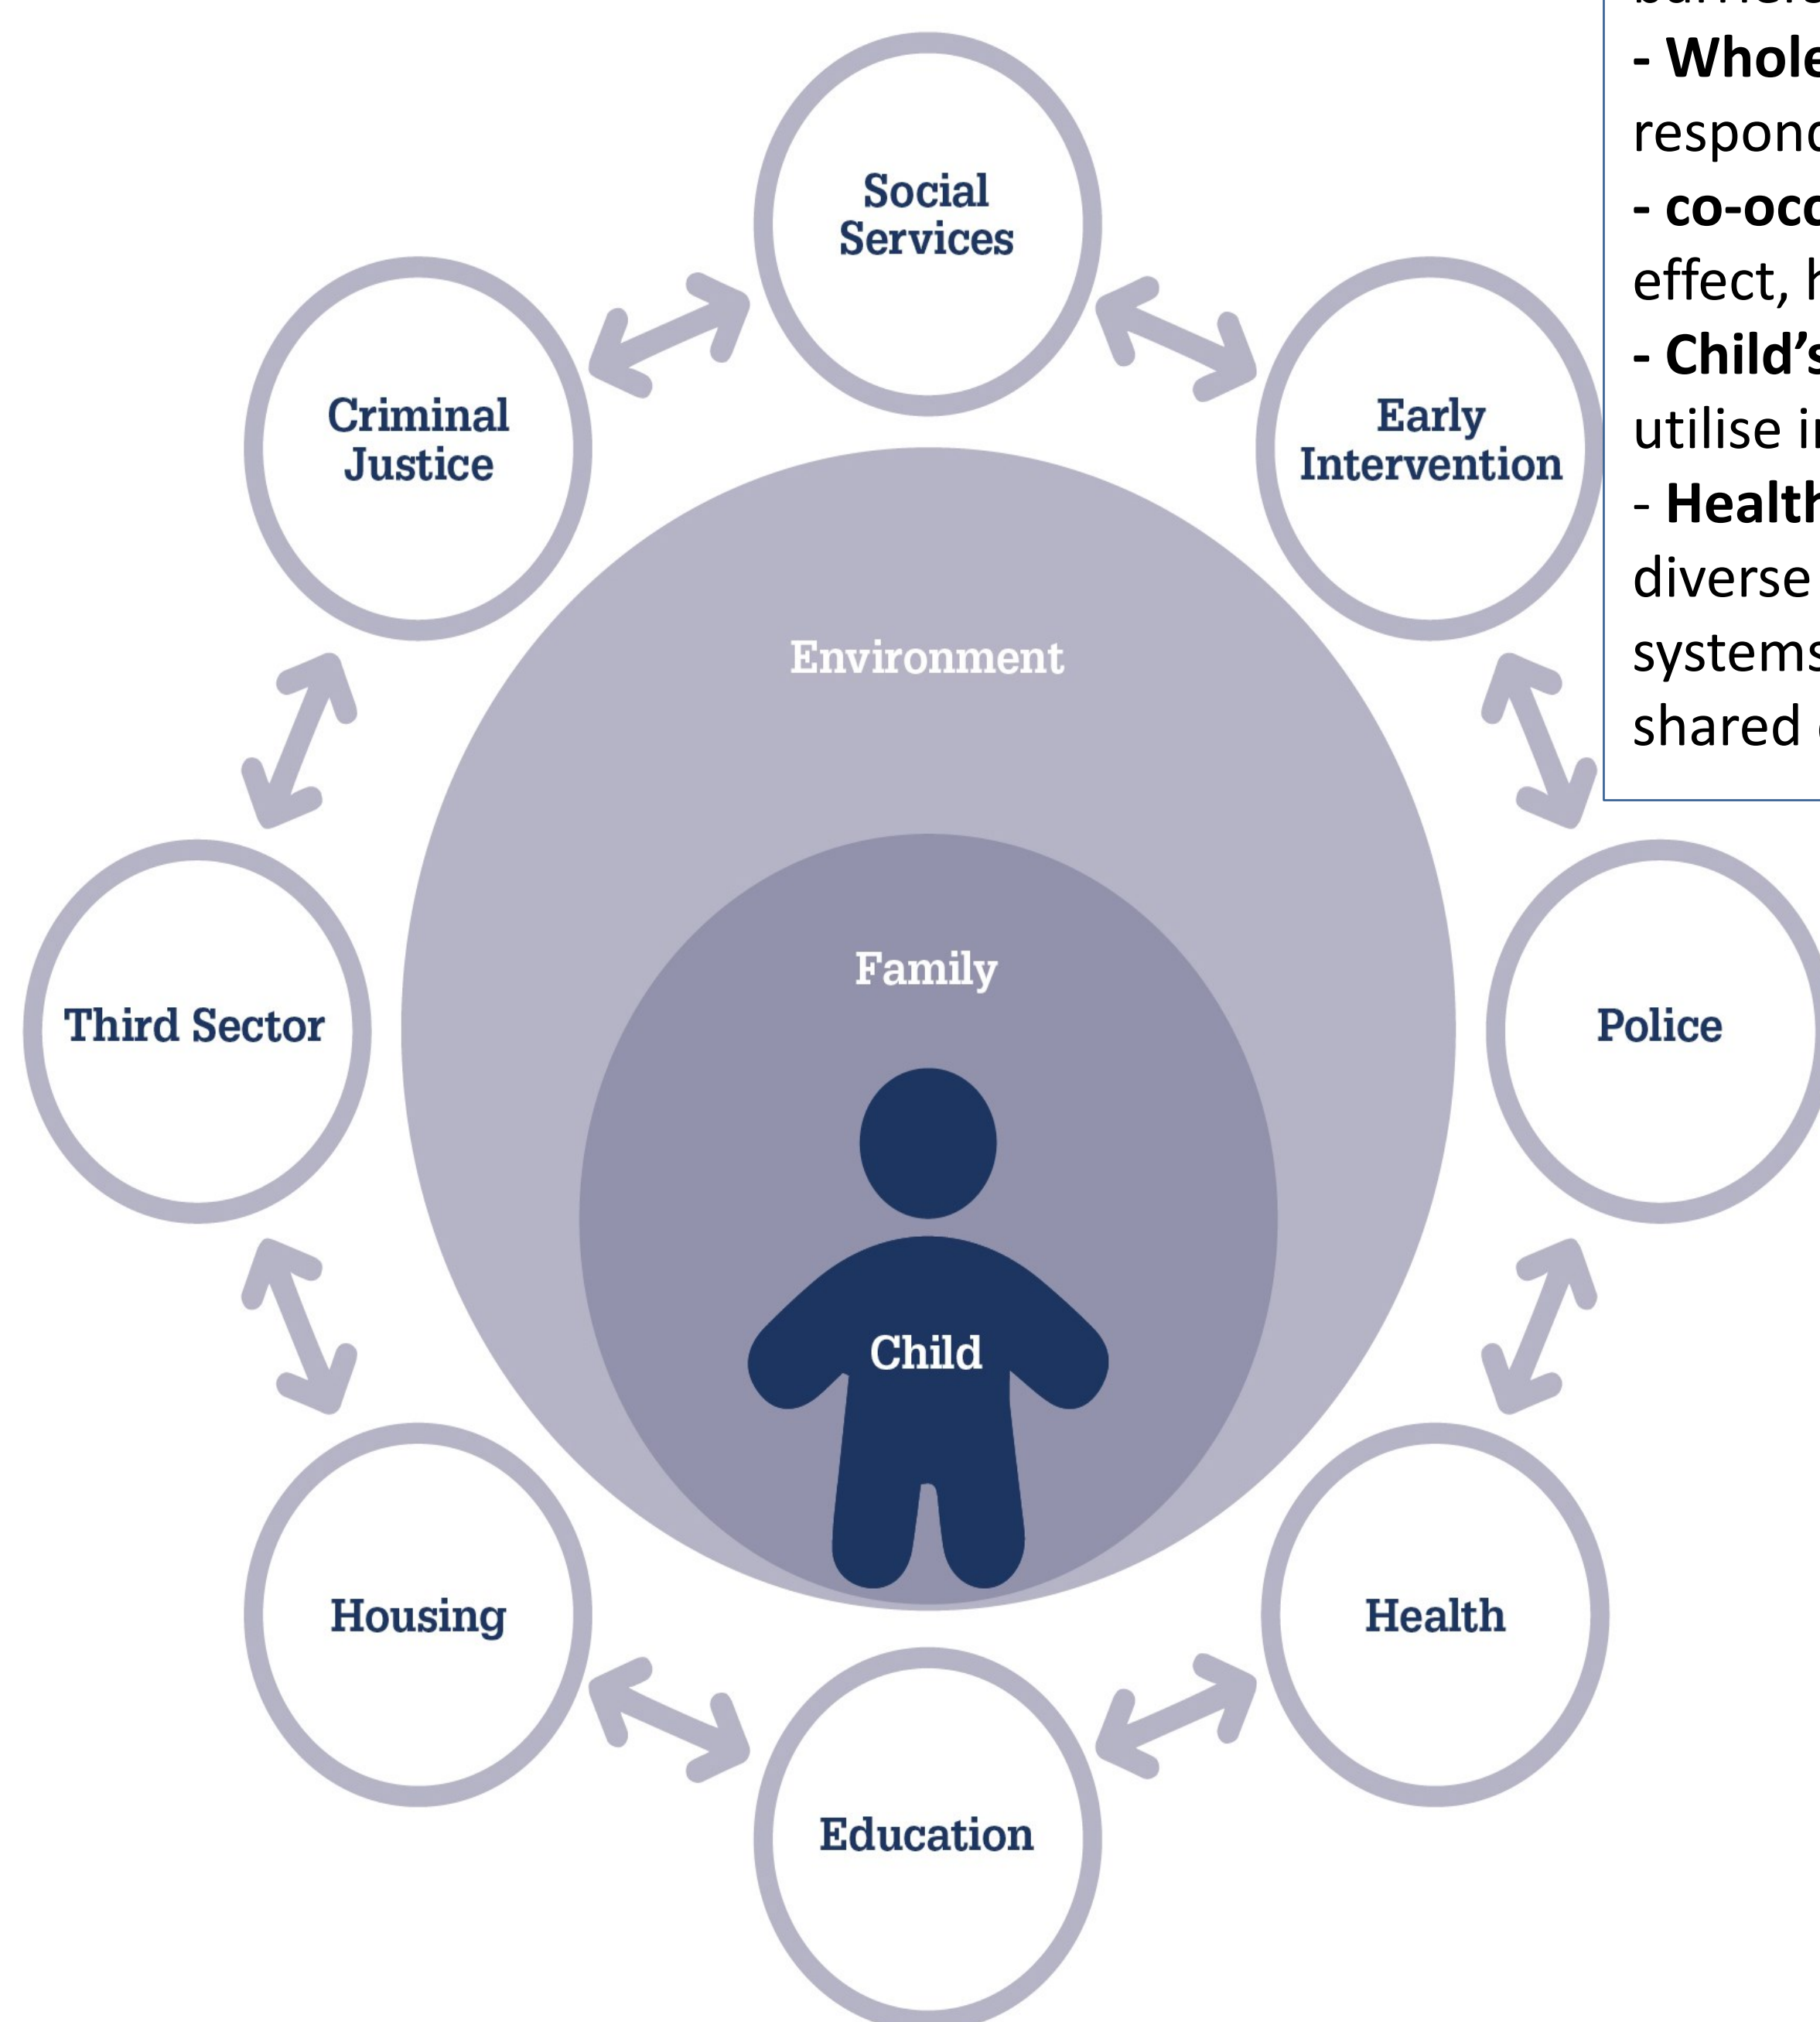 Social
Services
Criminal
Justice
Early
Intervention
Environment
Family
Third Sector
Police
Child
Housing
Health
Education
- Whole
respond
- co-occ
effect, h
- Child's
utilise i
- Health
diverse
systems
shared